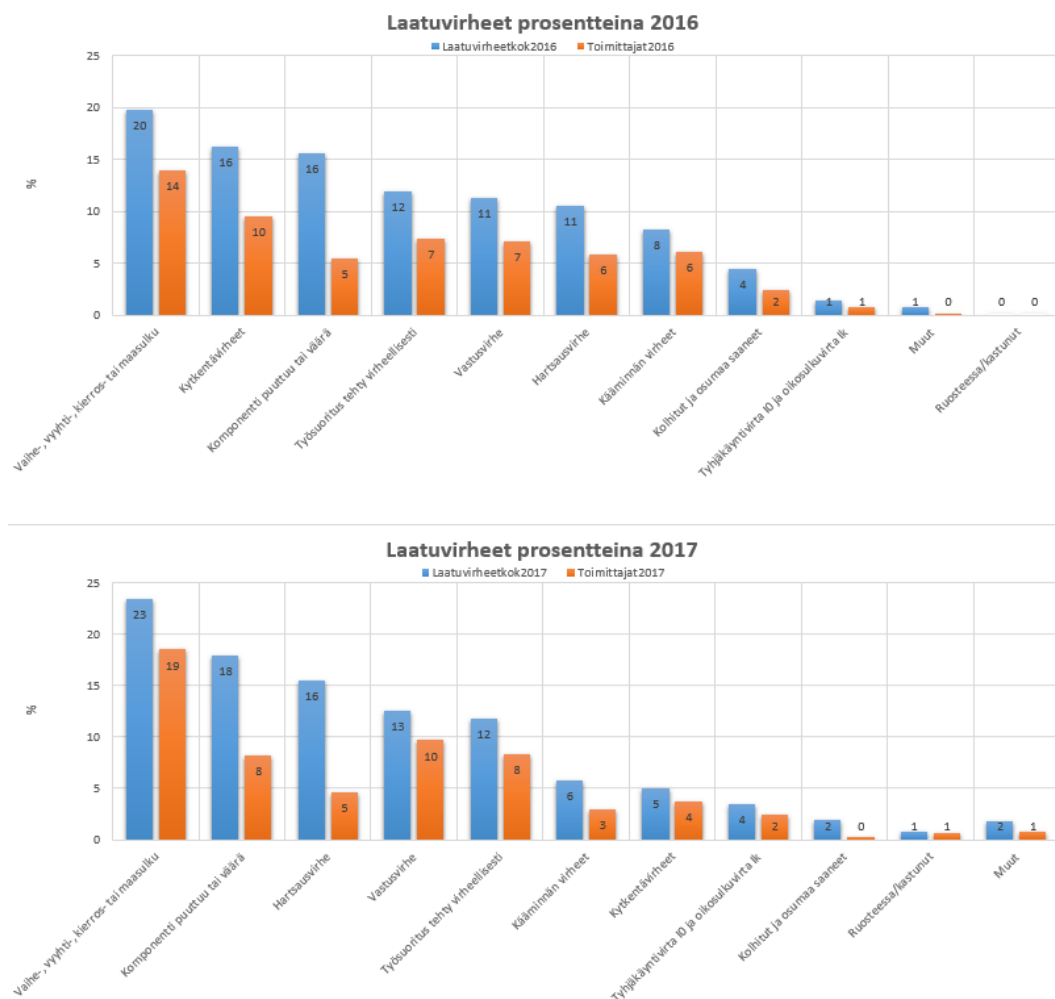 Laatuvirheet prosentteina 2016
Laatuvirheetkok2016 Toimittajat2016
25
20
15
10
5
0
%
20 14 16 10 16 5 12 7 11 7 11 6 8 6 4 2 1 1 1 0 0 0
Vaihe-, vyyhti-, kierros- tai maasulku
Kytkentävirheet
Komponentti puuttuu tai väärä
Työsuoritus tehty virheellisesti
Vastusvirhe
Hartsausvirhe
Kääminnän virheet
Kolhitut ja osumaa saaneet
Tyhjäkäyntivirta I0 ja oikosulkuvirta Ik
Muut
Ruosteessa/kastunut
Laatuvirheet prosentteina 2017
Laatuvirheetkok2017 Toimittajat2017
25
20
15
10
5
0
%
23 19 18 8 16 5 13 10 12 8 6 3 5 4 4 2 2 0 1 1 2 1
Vaihe-, vyyhti-, kierros- tai maasulku
Komponentti puuttuu tai väärä
Hartsausvirhe
Vastusvirhe
Työsuoritus tehty virheellisesti
Kääminnän virheet
Kytkentävirheet
Tyhjäkäyntivirta I0 ja oikosulkuvirta Ik
Kolhitut ja osumaa saaneet
Ruosteessa/kastunut
Muut